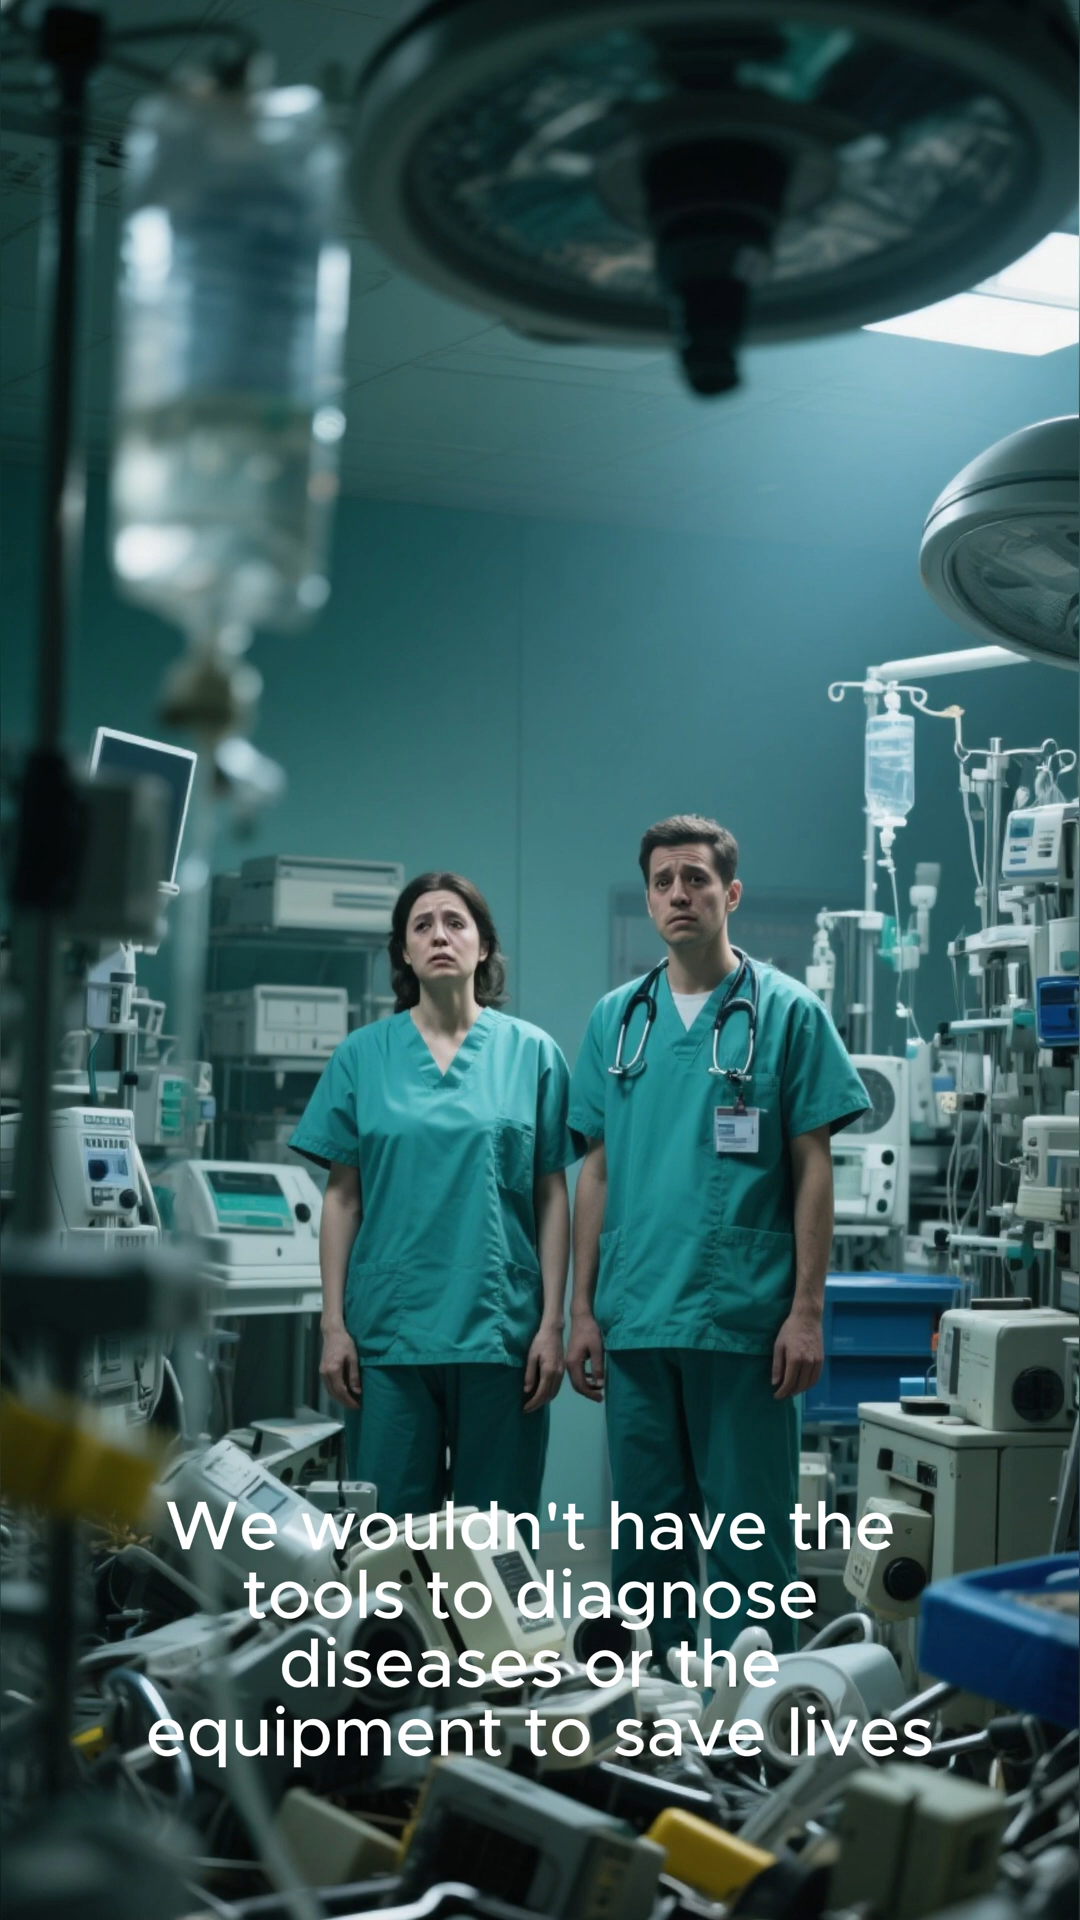 We wouldn't have the
tools to diagnose
diseases or the
equipment to save lives